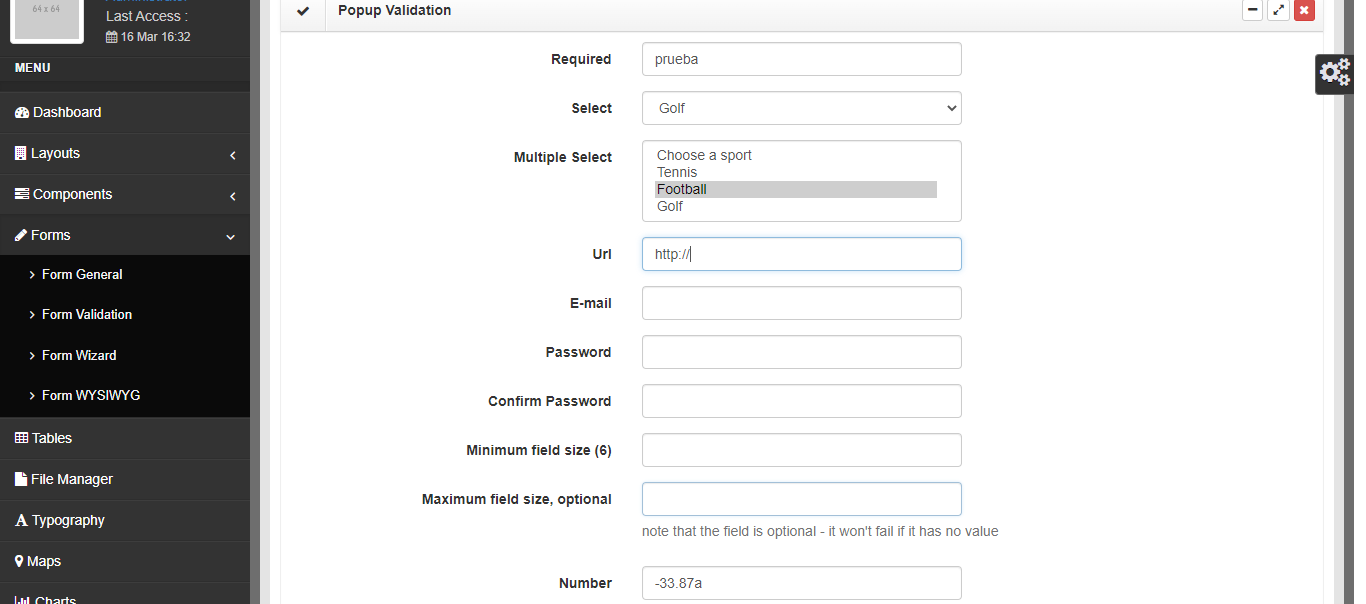 64 x 64
Last Access :
16 Mar 16:32
MENU
Dashboard
Layouts
Components
Forms
Form General
Form Validation
Form Wizard
Form WYSIWYG
Tables
File Manager
Typography
Maps
Charts
Popup Validation
Required
prueba
Select
Golf
Multiple Select
Choose a sport
Tennis
Football
Golf
Url
http://
E-mail
Password
Confirm Password
Minimum field size (6)
Maximum field size, optional
note that the field is optional - it won't fail if it has no value
Number
-33.87a